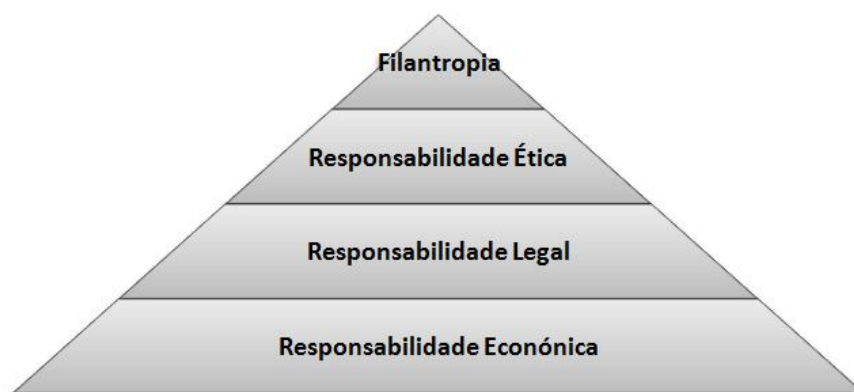 Filantropia
Responsabilidade Ética
Responsabilidade Legal
Responsabilidade Económica